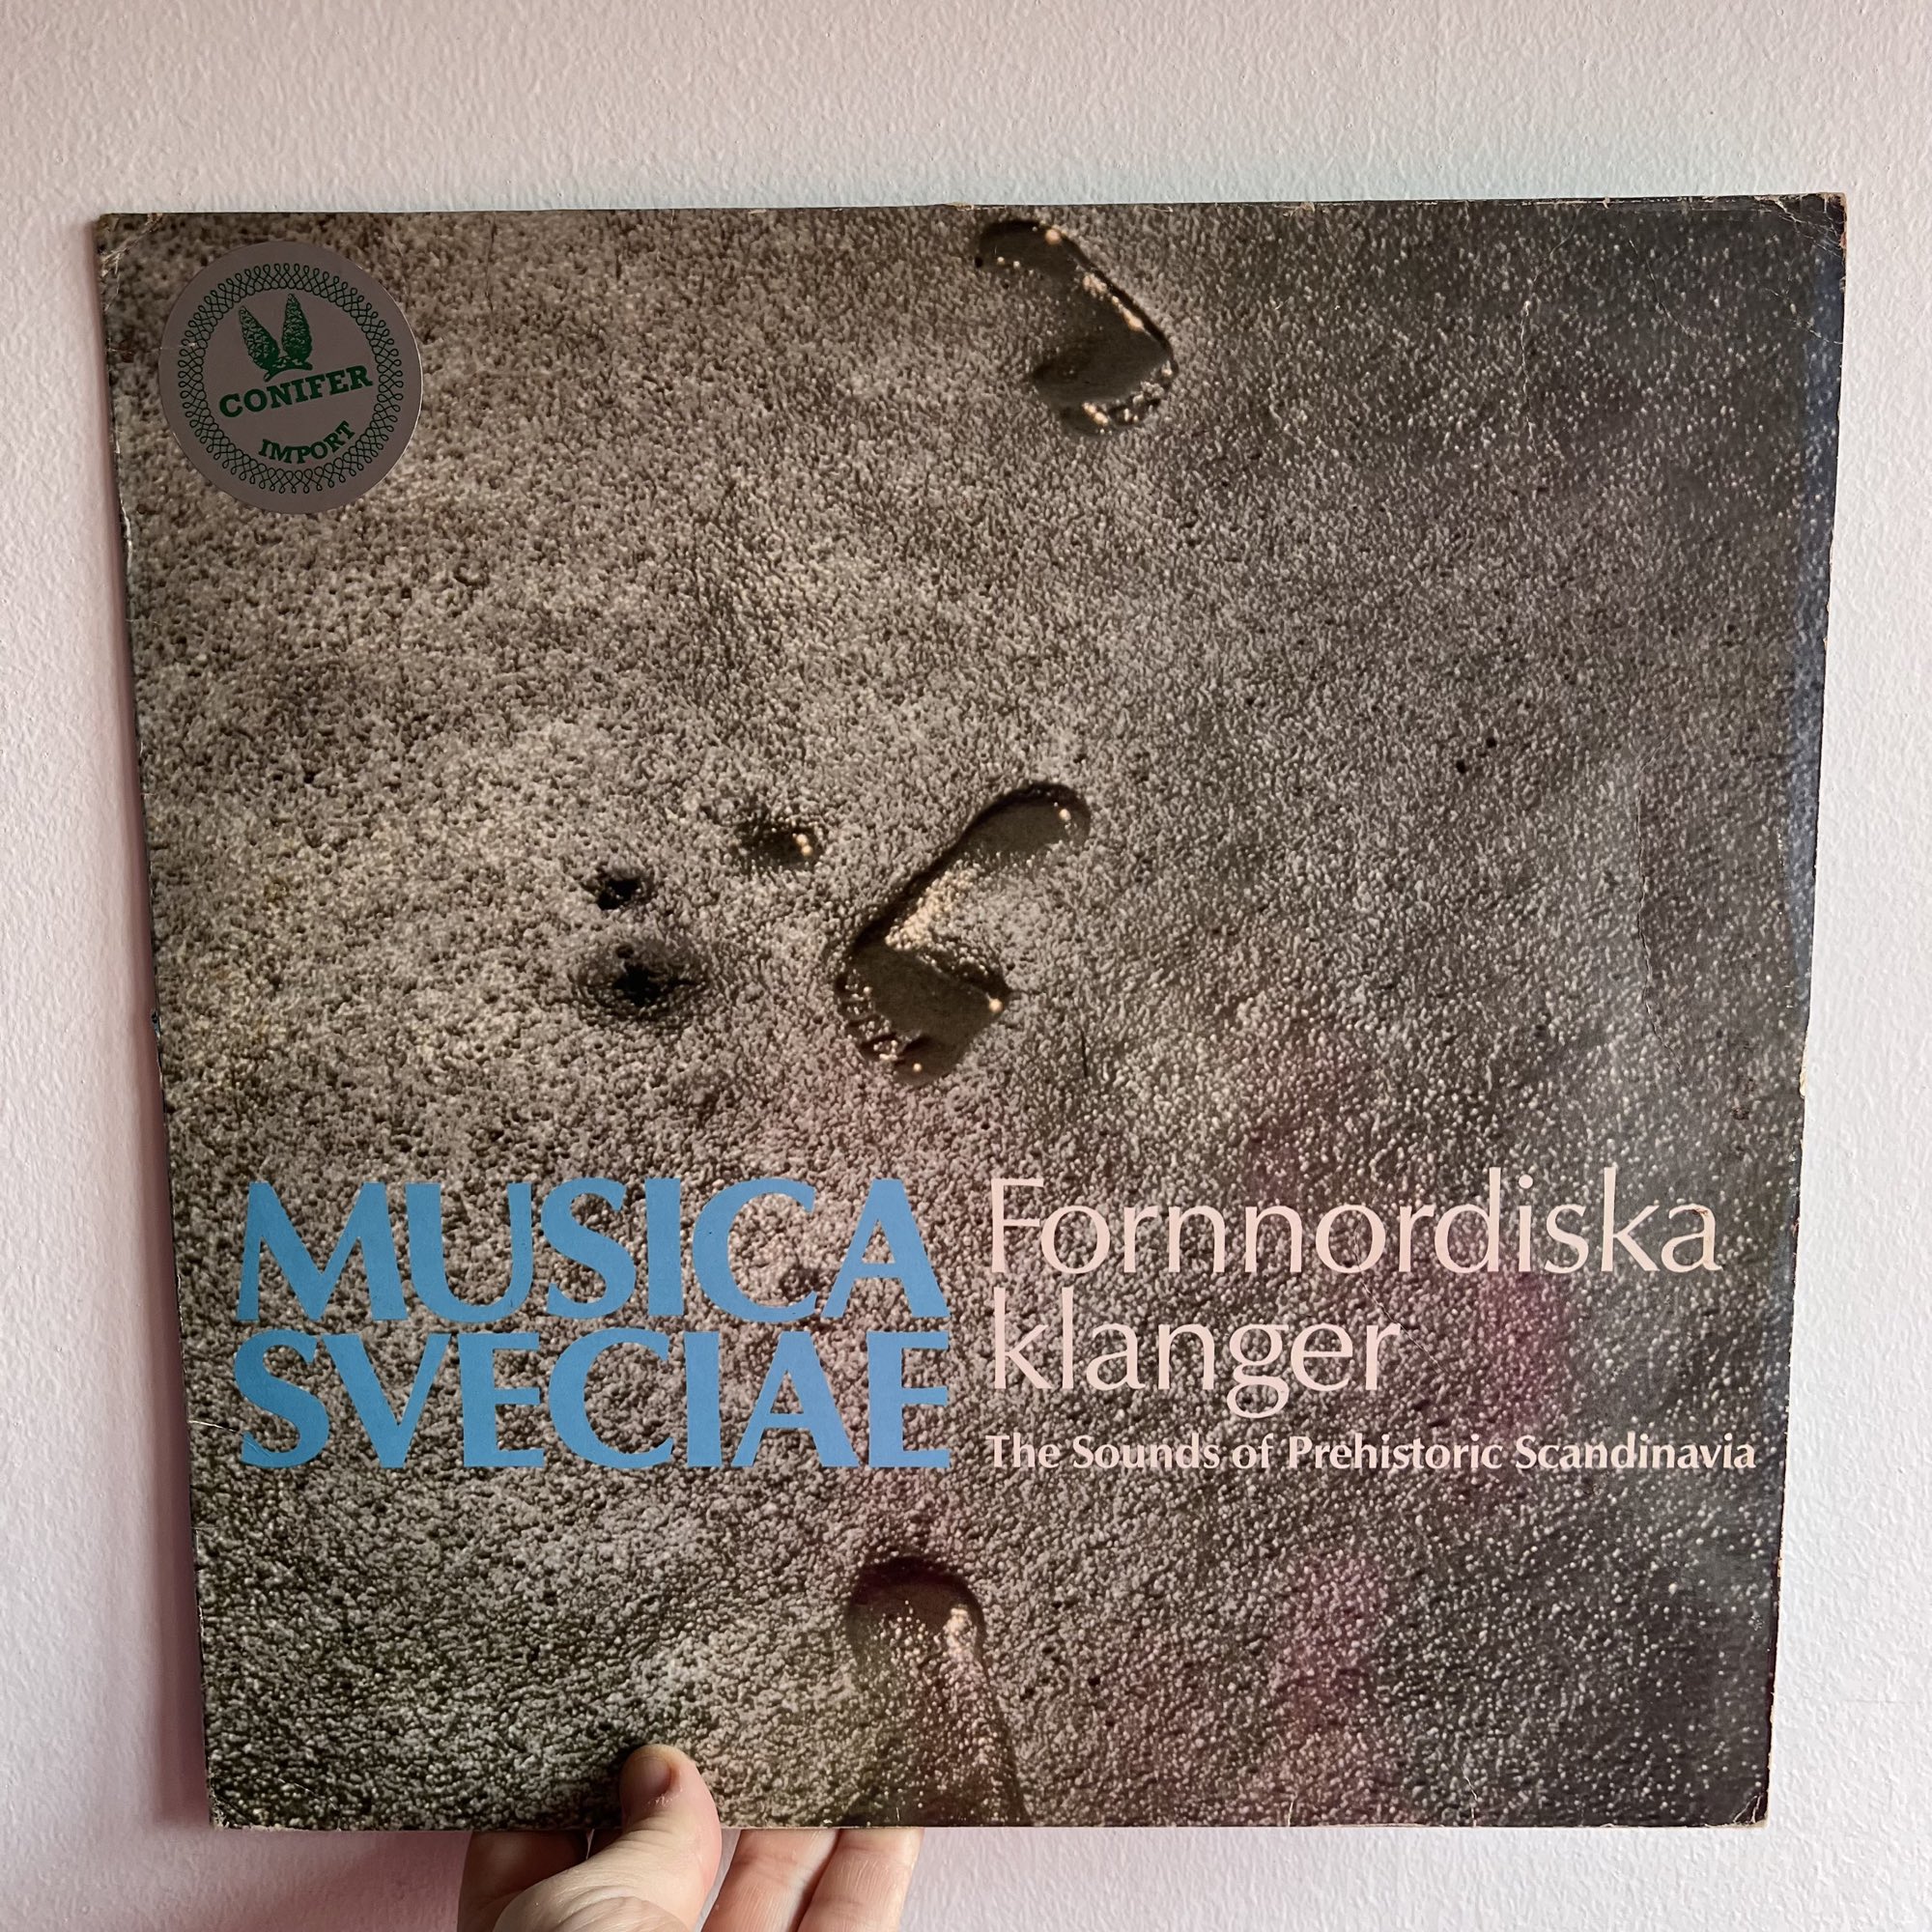 CONIFER
IMPORT
MUSICA
SVECIAE
Fornnordiska
klanger
The Sounds of Prehistoric Scandinavia